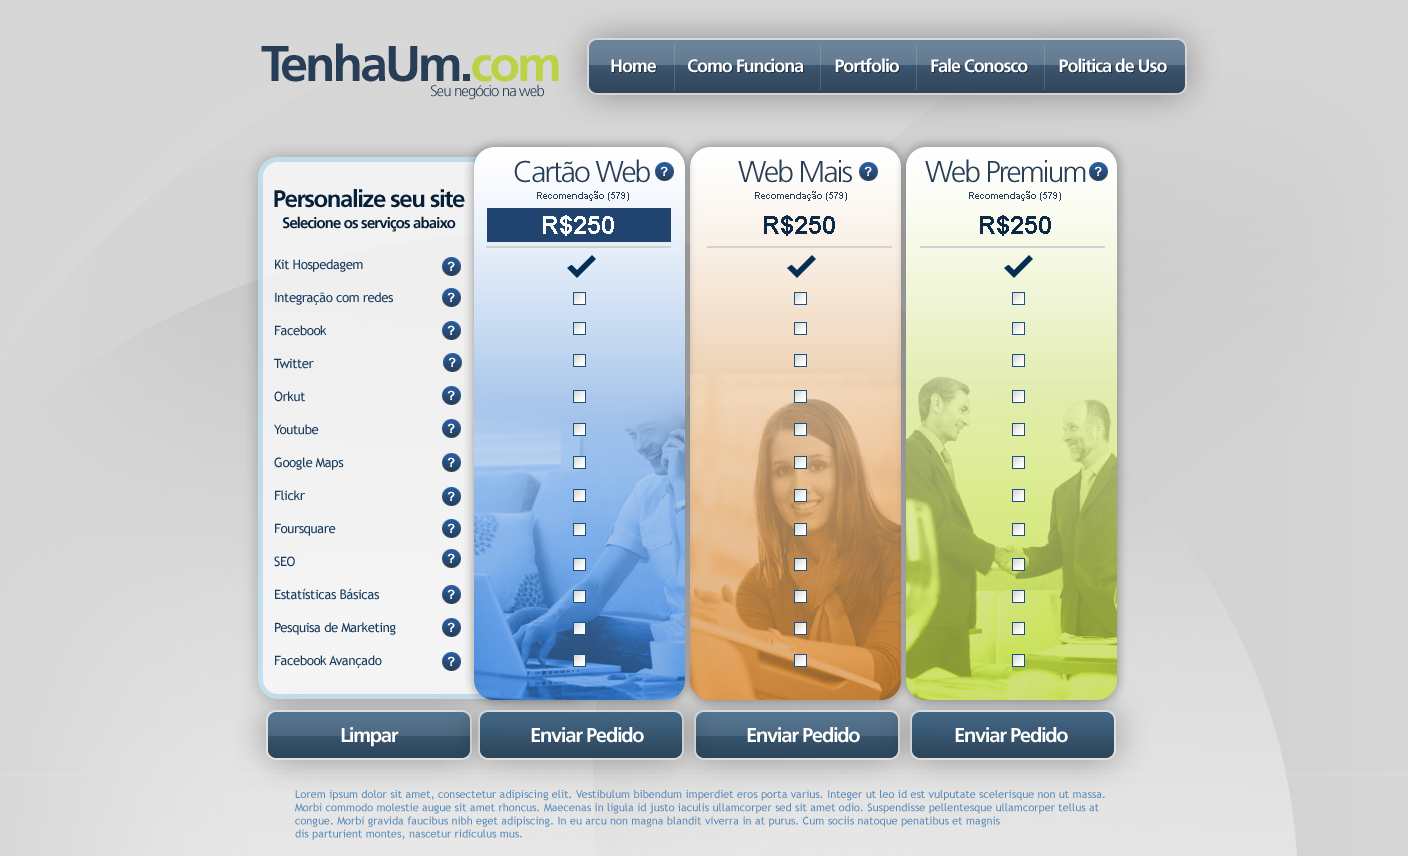 TenhaUm.com
Seu negócio na web
Home
Como Funciona
Portfolio
Fale Conosco
Politica de Uso
Personalize seu site
Selecione os serviços abaixo
Cartão Web ?
Recomendação (579)
R$250
Web Mais ?
Recomendação (579)
R$250
Web Premium ?
Recomendação (579)
R$250
Kit Hospedagem ?
Integração com redes ?
Facebook ?
Twitter ?
Orkut ?
Youtube ?
Google Maps ?
Flickr ?
Foursquare ?
SEO ?
Estatísticas Básicas ?
Pesquisa de Marketing ?
Facebook Avançado ?
Limpar
Enviar Pedido
Enviar Pedido
Enviar Pedido
Lorem ipsum dolor sit amet, consectetur adipiscing elit. Vestibulum bibendum imperdiet eros porta varius. Integer ut leo id est vulputate scelerisque non ut massa.
Morbi commodo molestie augue sit amet rhoncus. Maecenas in ligula id justo iaculis ullamcorper sed sit amet odio. Suspendisse pellentesque ullamcorper tellus at
congue. Morbi gravida faucibus nibh eget adipiscing. In eu arcu non magna blandit viverra in at purus. Cum sociis natoque penatibus et magnis
dis parturient montes, nascetur ridiculus mus.